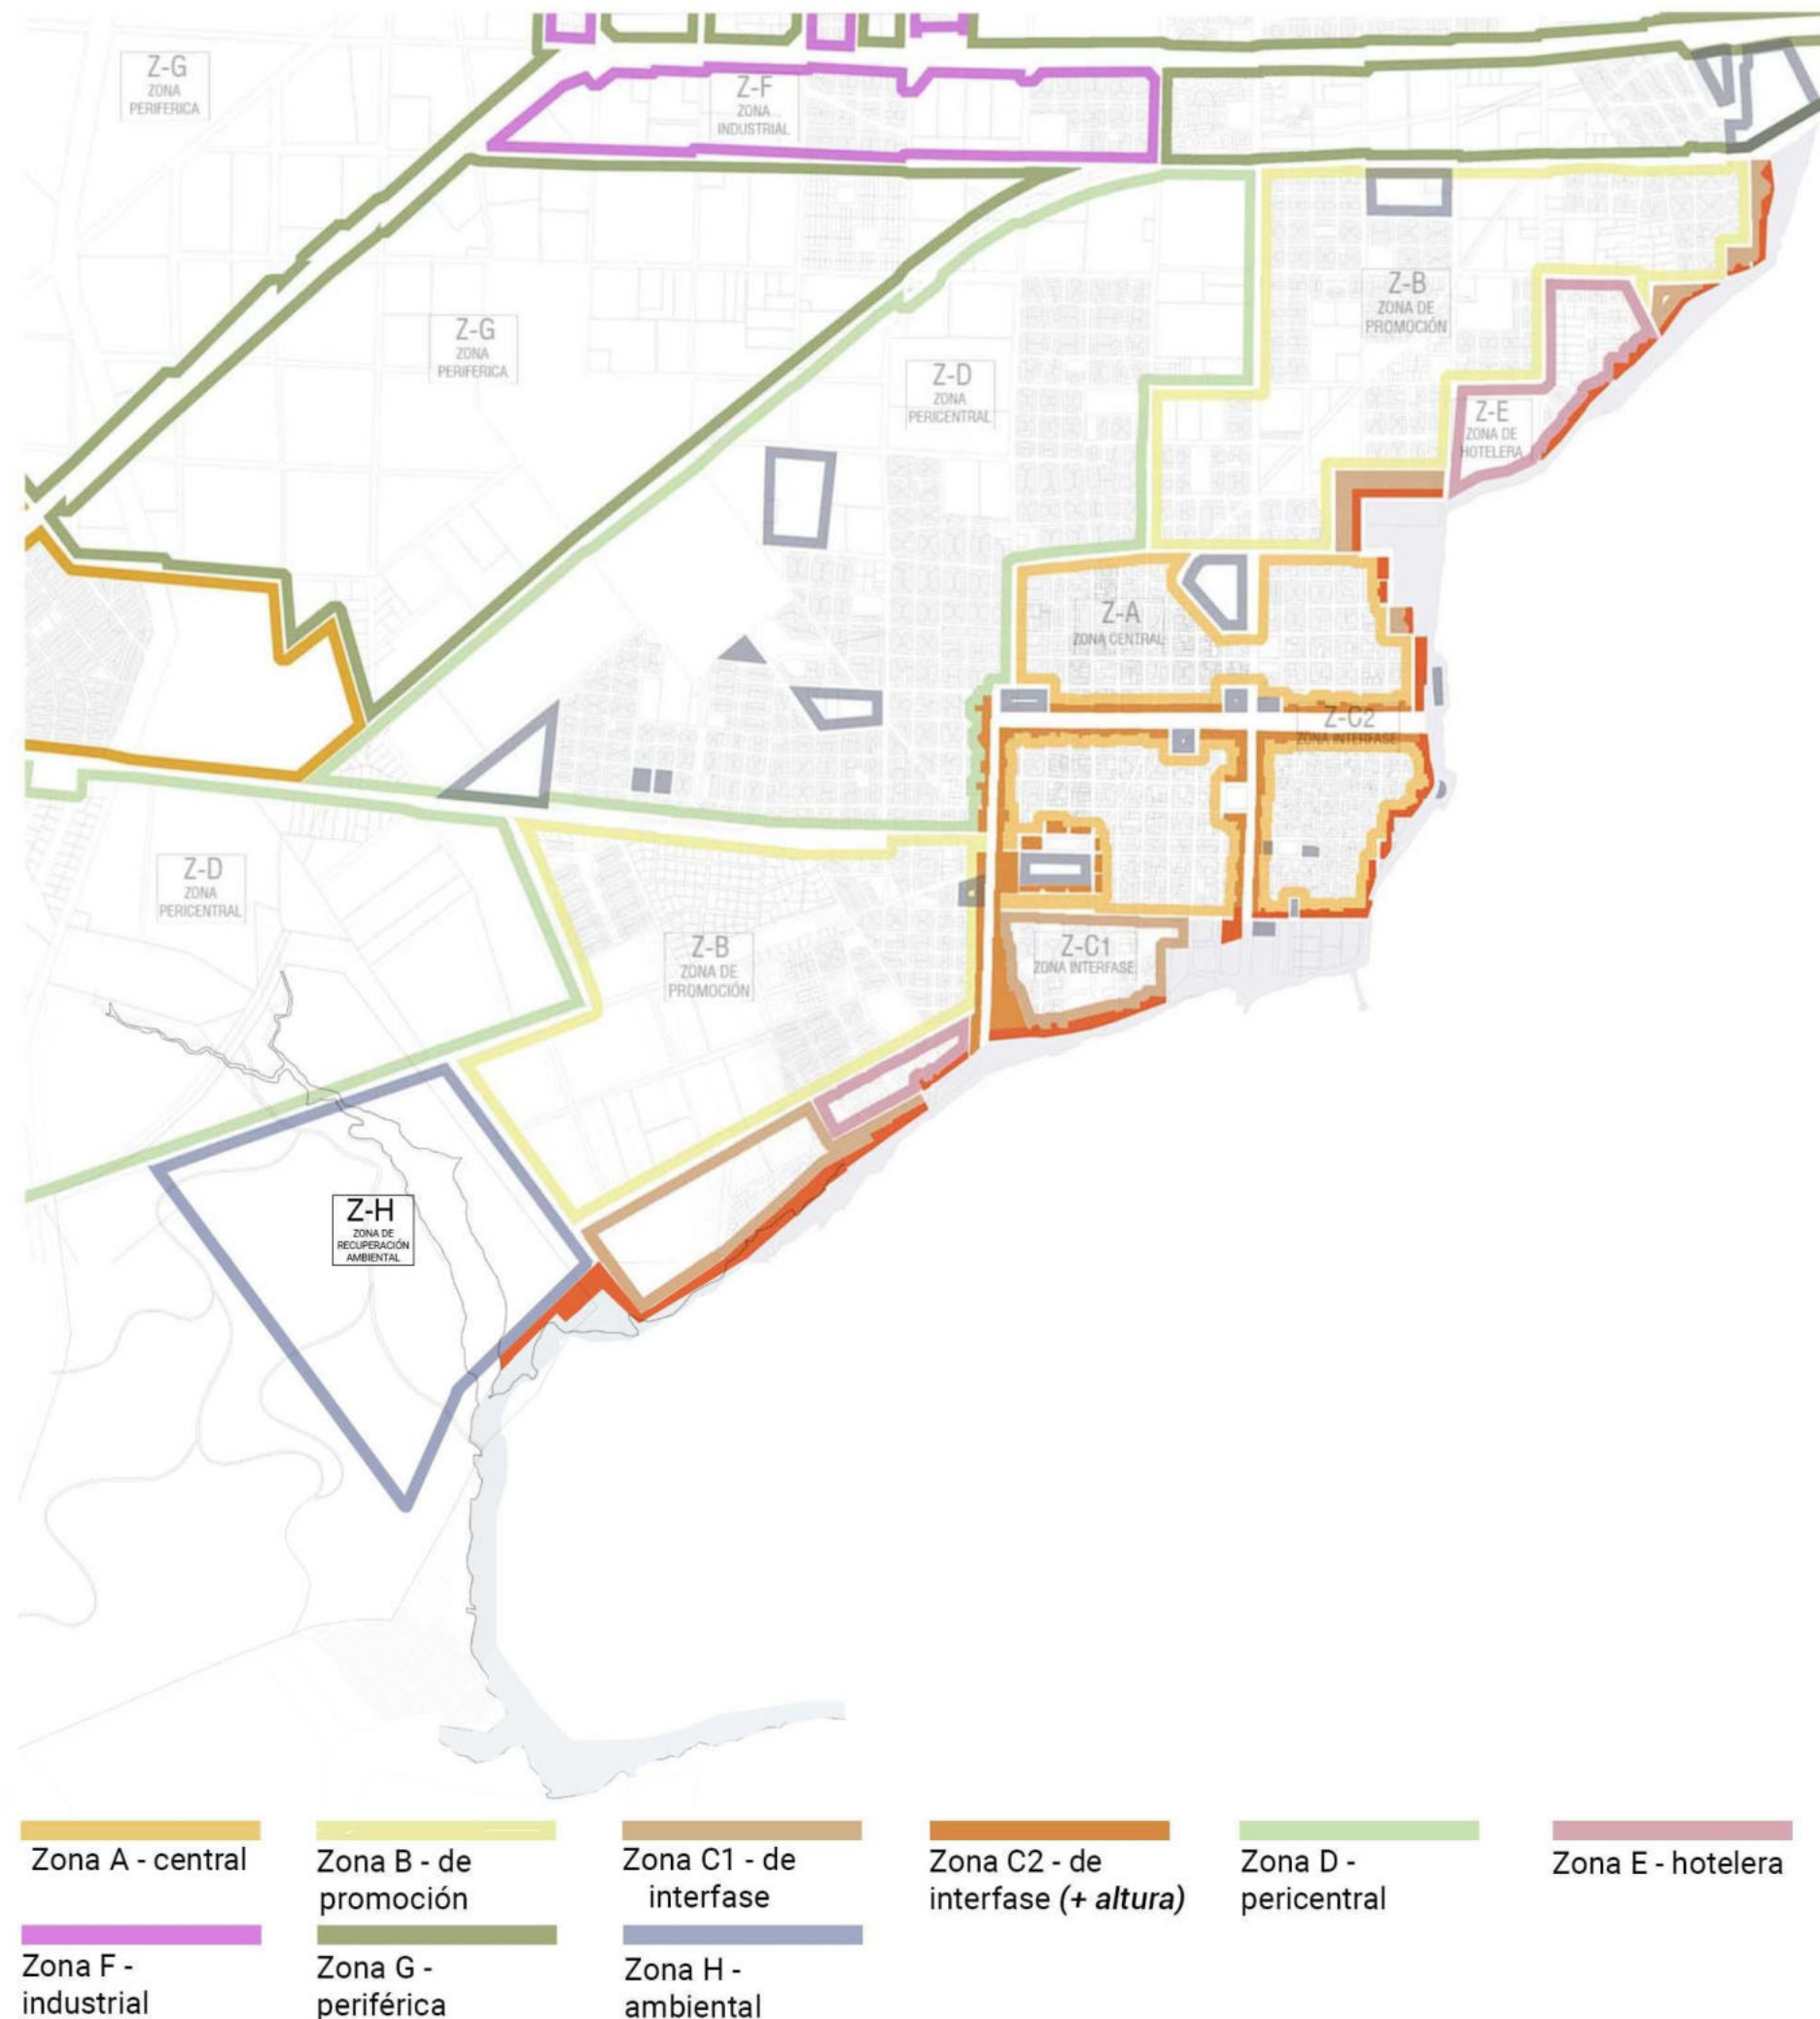 Z-G
ZONA
PERIFERICA
Z-F
ZONA
INDUSTRIAL
Z-G
ZONA
PERIFERICA
Z-B
ZONA DE
PROMOCIÓN
Z-D
ZONA
PERICENTRAL
Z-E
ZONA DE
HOTELERA
Z-A
ZONA CENTRAL
Z-C2
ZONA INTERFASE
Z-D
ZONA
PERICENTRAL
Z-B
ZONA DE
PROMOCIÓN
Z-C1
ZONA INTERFASE
Z-H
ZONA DE
RECUPERACIÓN
AMBIENTAL
Zona A - central
Zona B - de
promoción
Zona C1 - de
interfase
Zona C2 - de
interfase (+ altura)
Zona D -
pericentral
Zona E - hotelera
Zona F -
industrial
Zona G -
periférica
Zona H -
ambiental